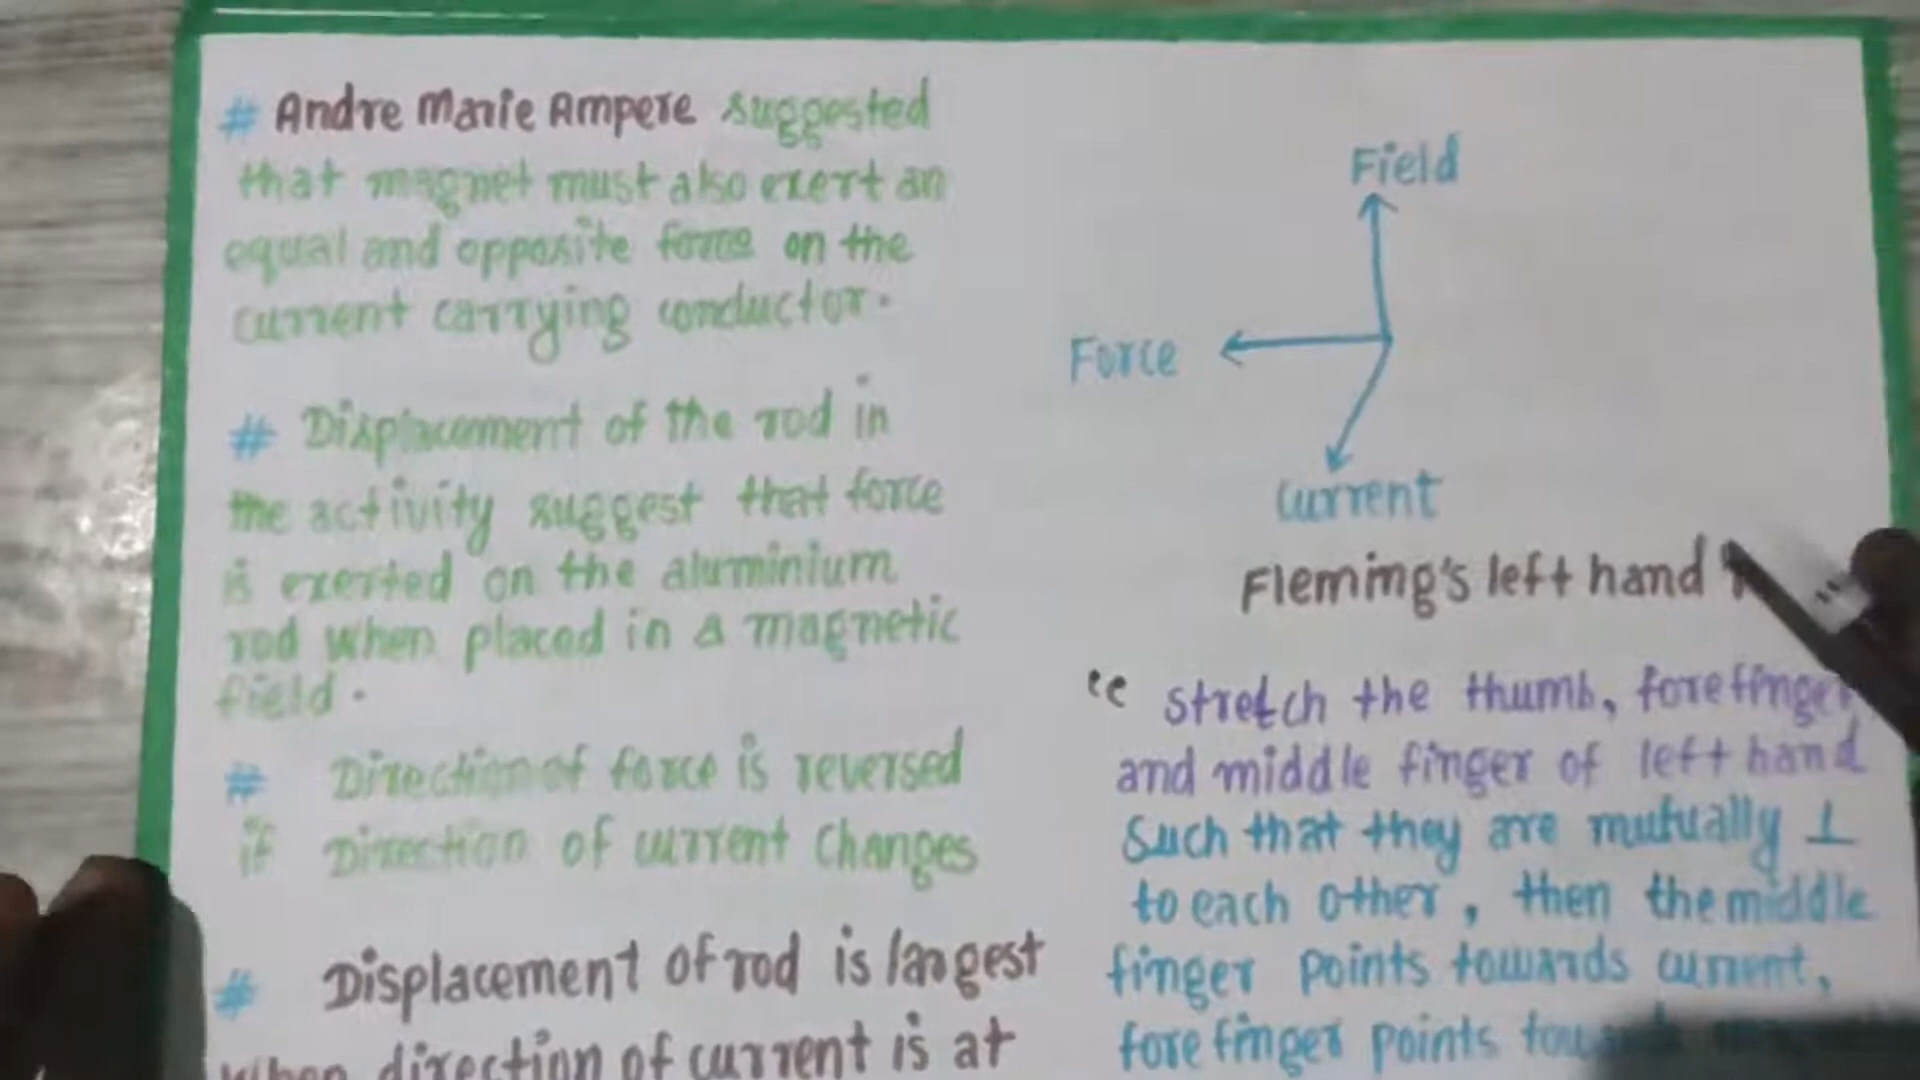 # Andre Marie Ampere suggested
that magnet must also exert an
equal and opposite force on the
current carrying conductor.
# Displacement of the rod in
the activity suggest that force
is exerted on the aluminium
rod when placed in a magnetic
field.
# Direction of force is reversed
if Direction of current Changes
# Displacement of rod is largest
When direction of current is at
Field
Force
Current
Fleming's left hand
“ stretch the thumb, forefinger
and middle finger of left hand
Such that they are mutually ⊥
to each other, then the middle
finger points towards current,
fore finger points